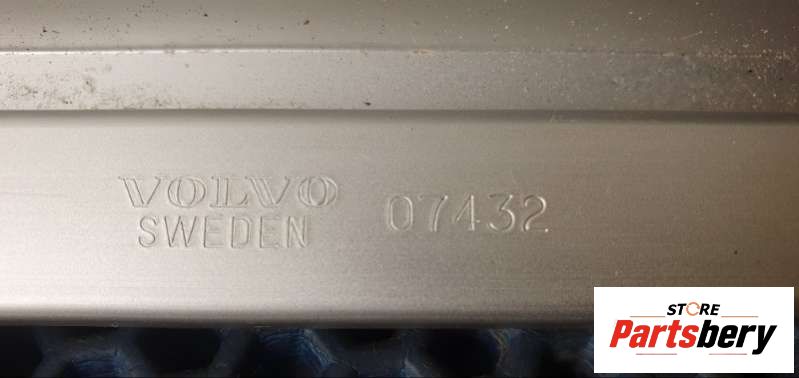 VOLVO
SWEDEN
07432
STORE
Partsbery